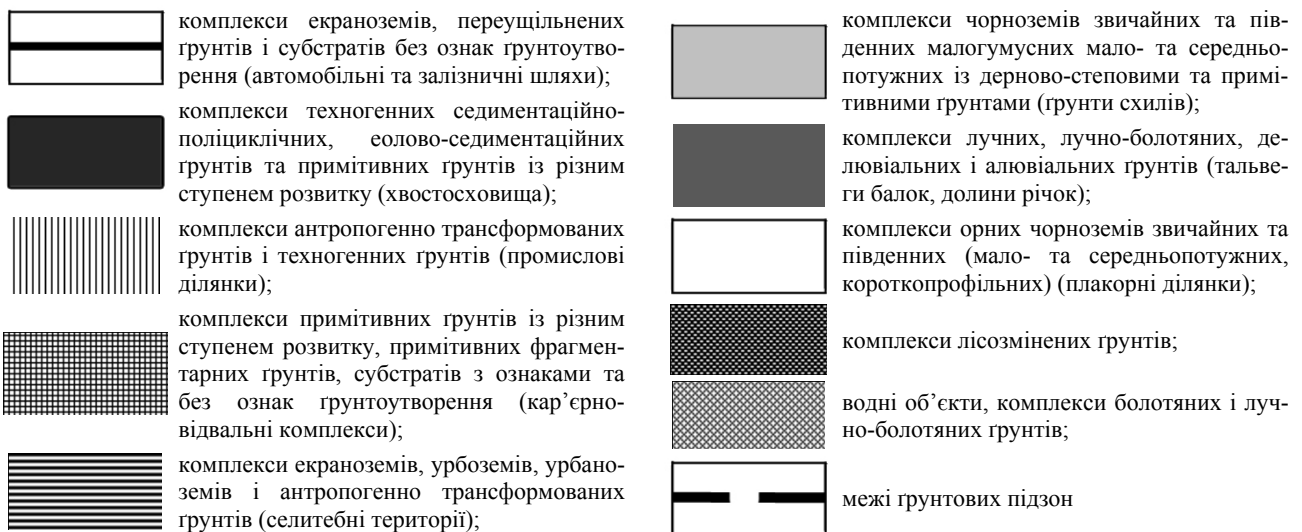 комплекси екраноземів, переущільнених
ґрунтів і субстратів без ознак ґрунтоутво-
рення (автомобільні та залізничні шляхи);
комплекси техногенних седиментаційно-
поліциклічних, еолово-седиментаційних
ґрунтів та примітивних ґрунтів із різним
ступенем розвитку (хвостосховища);
комплекси антропогенно трансформованих
ґрунтів і техногенних ґрунтів (промислові
ділянки);
комплекси примітивних ґрунтів із різним
ступенем розвитку, примітивних фрагмен-
тарних ґрунтів, субстратів з ознаками та
без ознак ґрунтоутворення (кар’єрно-
відвальні комплекси);
комплекси екраноземів, урбоземів, урбано-
земів і антропогенно трансформованих
ґрунтів (селитебні території);
комплекси чорноземів звичайних та пів-
денних малогумусних мало- та середньо-
потужних із дерново-степовими та примі-
тивними ґрунтами (ґрунти схилів);
комплекси лучних, лучно-болотяних, де-
лювіальних і алювіальних ґрунтів (тальве-
ги балок, долини річок);
комплекси орних чорноземів звичайних та
південних (мало- та середньопотужних,
короткопрофільних) (плакорні ділянки);
комплекси лісозмінених ґрунтів;
водні об’єкти, комплекси болотяних і луч-
но-болотяних ґрунтів;
межі ґрунтових підзон